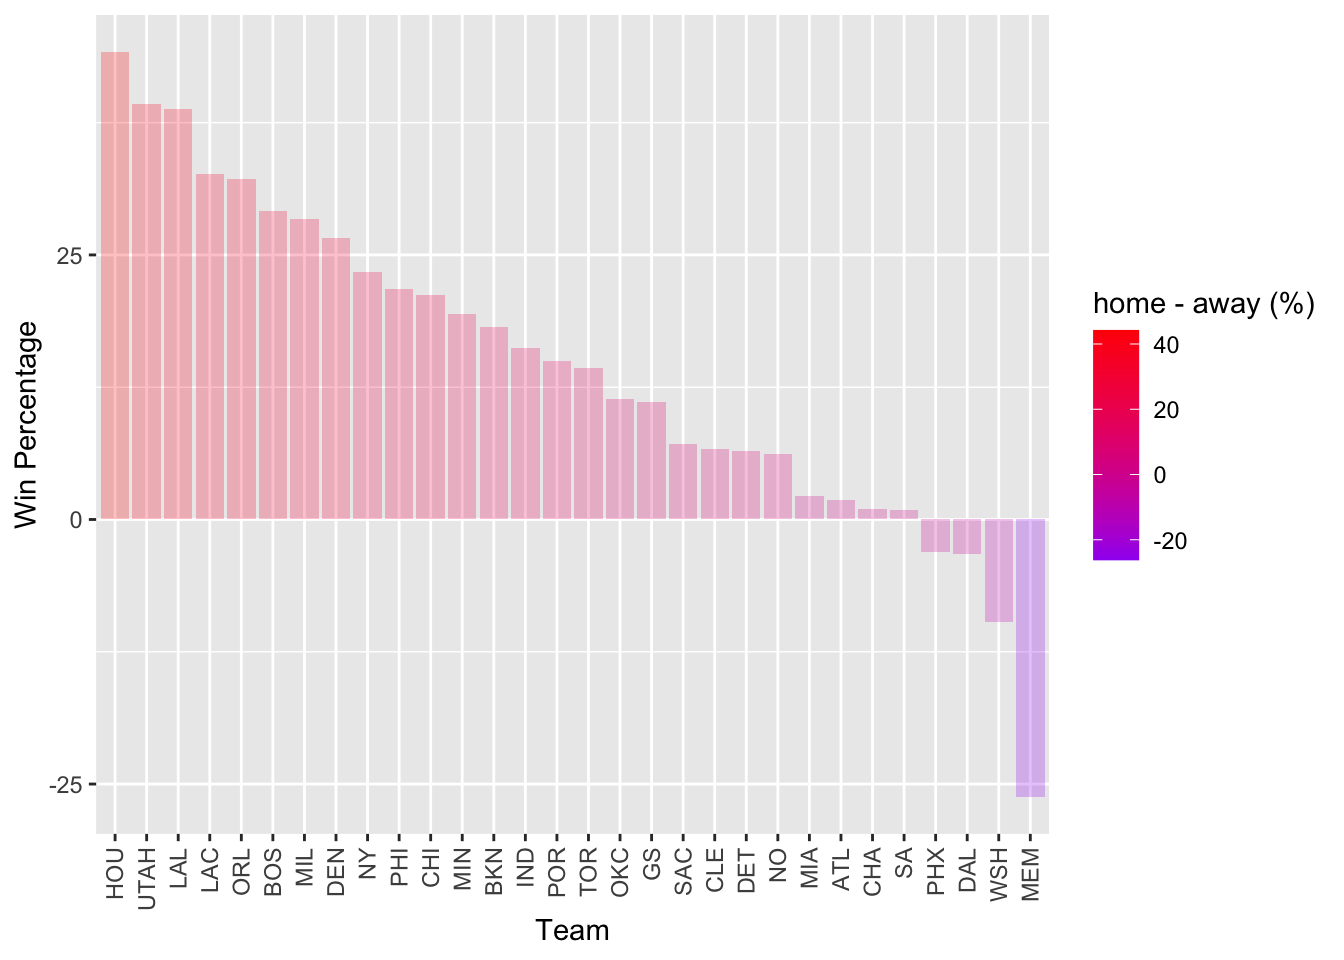 Win Percentage
25
0
-25
HOU
UTAH
LAL
LAC
ORL
BOS
MIL
DEN
NY
PHI
CHI
MIN
BKN
IND
POR
TOR
OKC
GS
SAC
CLE
DET
NO
MIA
ATL
CHA
SA
PHX
DAL
WSH
MEM
Team
home - away (%)
40
20
0
-20